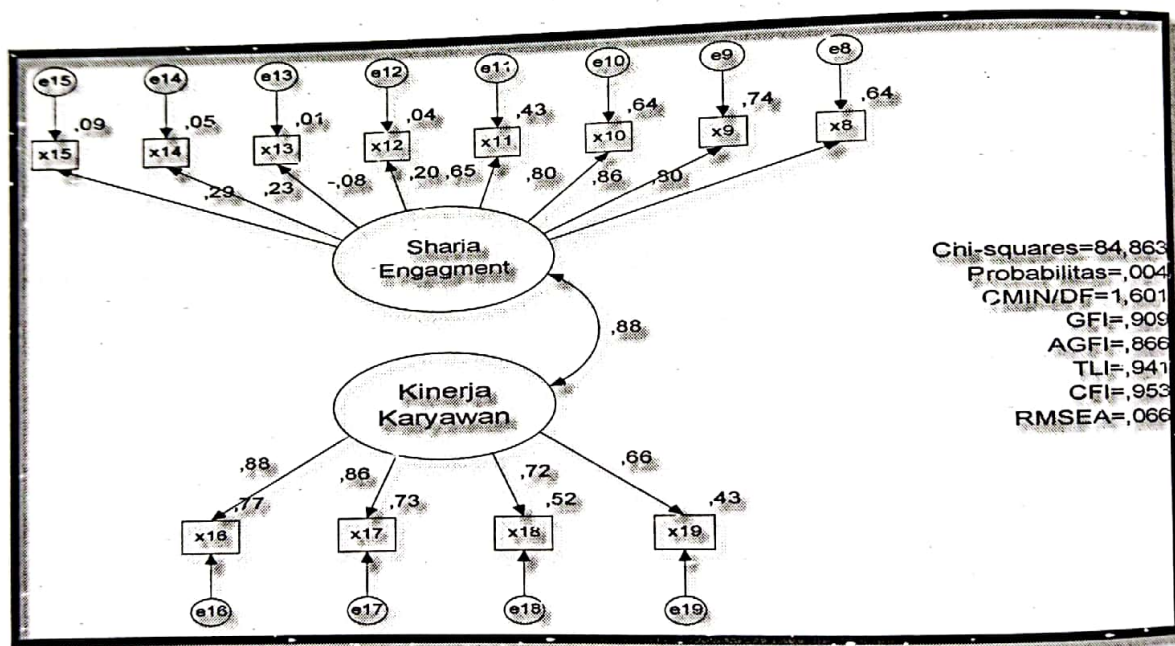 e15 e14 e13 e12 e11 e10 e9 e8
,09 ,05 ,01 ,04 ,43 ,64 ,74 ,64
x15 x14 x13 x12 x11 x10 x9 x8
,29 ,23 -,08 ,20 ,65 ,80 ,86 ,80
Sharia
Engagment
Chi-squares=84,863
Probabilitas=,004
CMIN/DF=1,601
GFI=,909
AGFI=,866
TLI=,941
CFI=,953
RMSEA=,066
,88
Kinerja
Karyawan
,88 ,86 ,72 ,66
,77 ,73 ,52 ,43
x16 x17 x18 x19
e16 e17 e18 e19